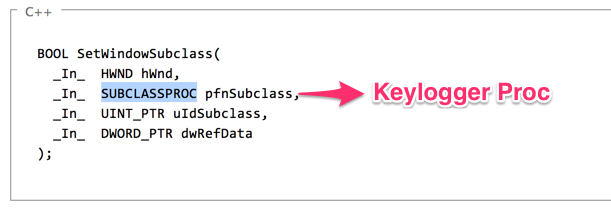 C++
BOOL SetWindowSubclass(
_In_ HWND hWnd,
_In_ SUBCLASSPROC pfnSubclass, Keylogger Proc
_In_ UINT_PTR uIdSubclass,
_In_ DWORD_PTR dwRefData
);